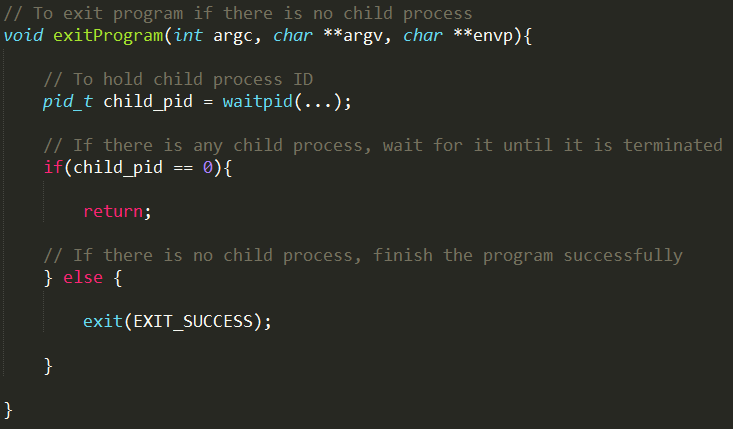 // To exit program if there is no child process
void exitProgram(int argc, char **argv, char **envp){
// To hold child process ID
pid_t child_pid = waitpid(...);
// If there is any child process, wait for it until it is terminated
if(child_pid == 0){
return;
// If there is no child process, finish the program successfully
} else {
exit(EXIT_SUCCESS);
}
}